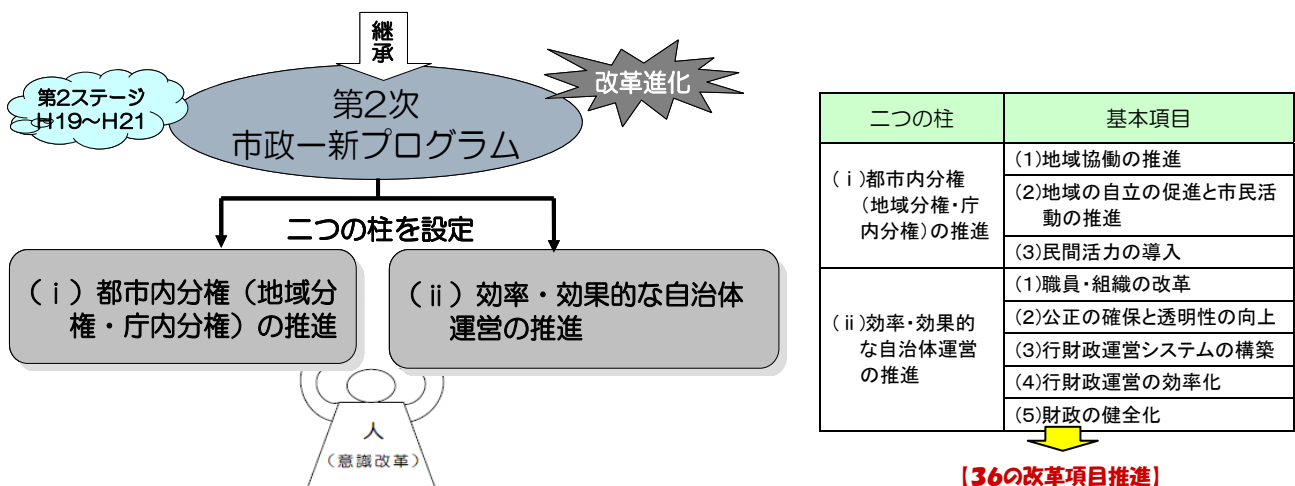 継
承
改革進化
第2ステージ
H19～H21
第2次
市政一新プログラム
二つの柱を設定
（ⅰ）都市内分権（地域分
権・庁内分権）の推進
（ⅱ）効率・効果的な自治体
運営の推進
人
（意識改革）
二つの柱
基本項目
(ⅰ)都市内分権
(地域分権・庁
内分権)の推進
(1)地域協働の推進
(2)地域の自立の促進と市民活
動の推進
(3)民間活力の導入
(ⅱ)効率・効果的
な自治体運営
の推進
(1)職員・組織の改革
(2)公正の確保と透明性の向上
(3)行財政運営システムの構築
(4)行財政運営の効率化
(5)財政の健全化
【36の改革項目推進】